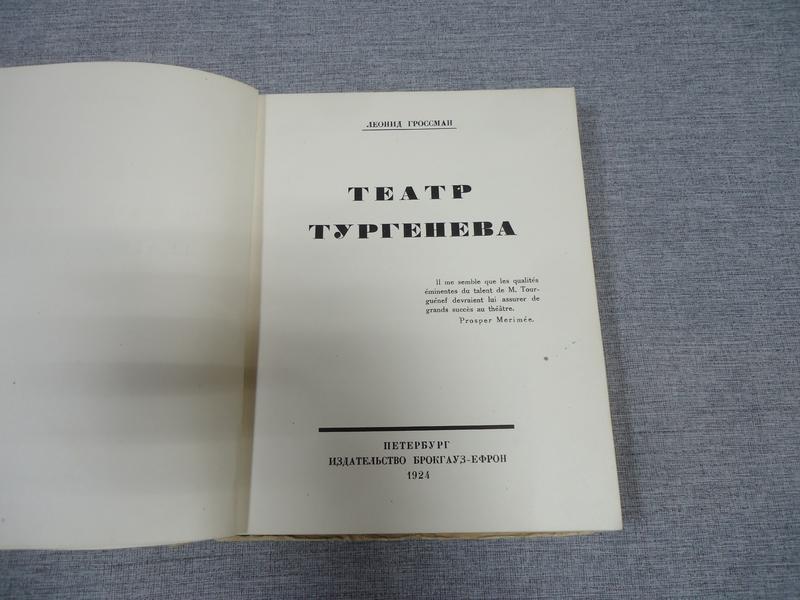 ЛЕОНИД ГРОССМАН
ТЕАТР
ТУРГЕНЕВА
Il me semble que les qualités
éminentes du talent de M. Tour-
guénef devraient lui assurer de
grands succès au théâtre.
Prosper Merimée.
ПЕТЕРБУРГ
ИЗДАТЕЛЬСТВО БРОКГАУЗ-ЕФРОН
1924